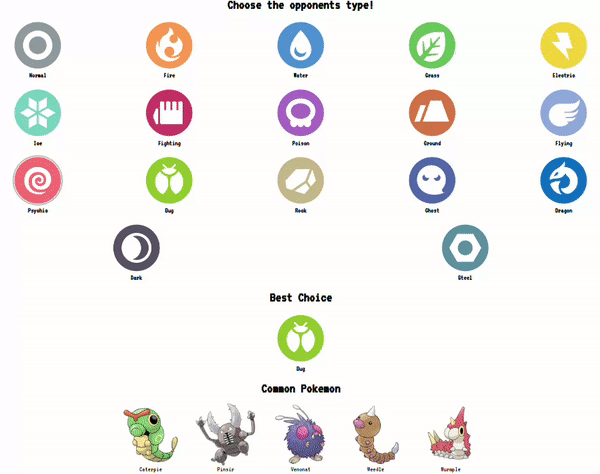 Choose the opponents type!
Normal
Fire
Water
Grass
Electric
Ice
Fighting
Poison
Ground
Flying
Psychic
Bug
Rock
Ghost
Dragon
Dark
Steel
Best Choice
Bug
Common Pokemon
Caterpie
Pinsir
Venonat
Weedle
Wurmple